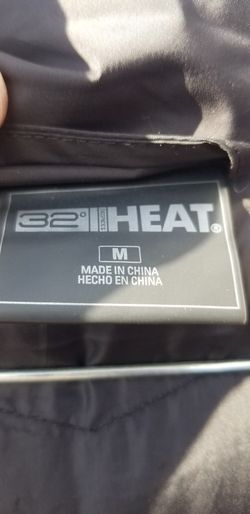 32° HEAT®
M
MADE IN CHINA
HECHO EN CHINA